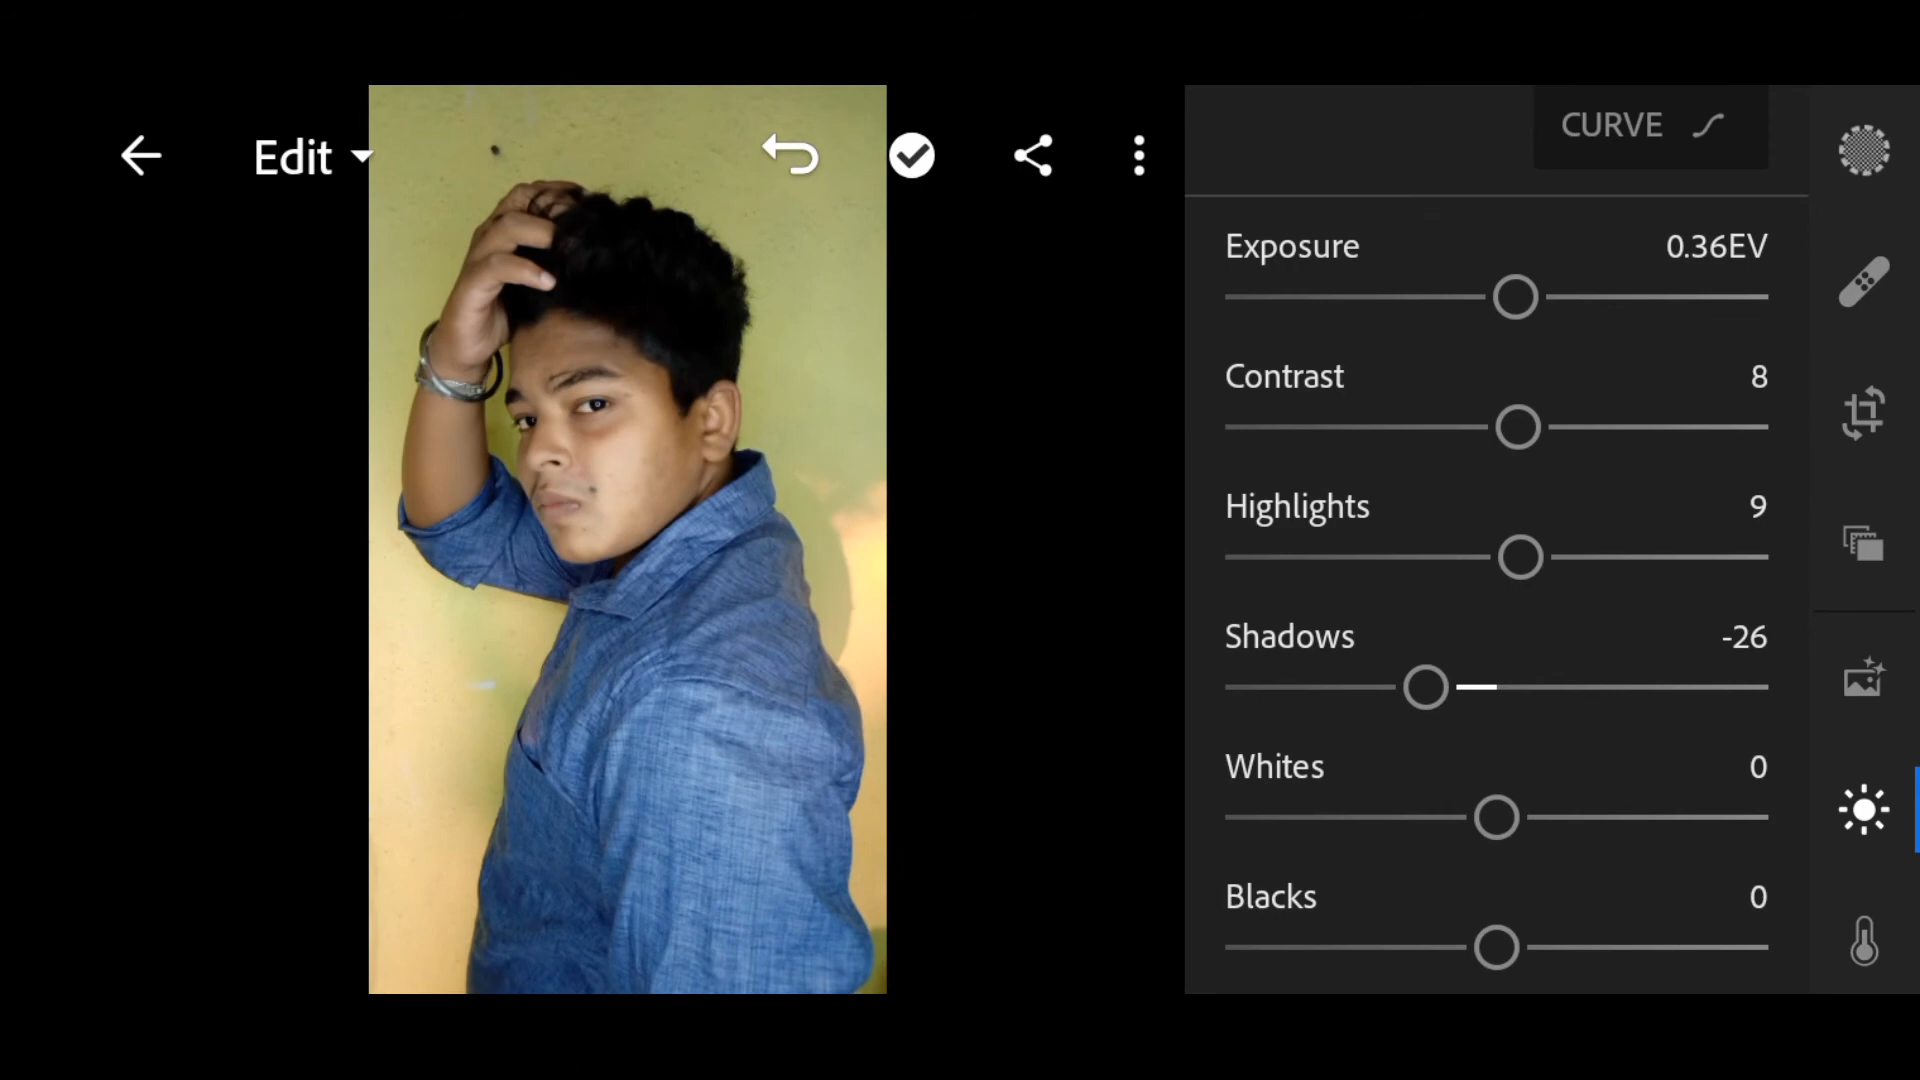 Edit
CURVE
Exposure 0.36EV
Contrast 8
Highlights 9
Shadows -26
Whites 0
Blacks 0